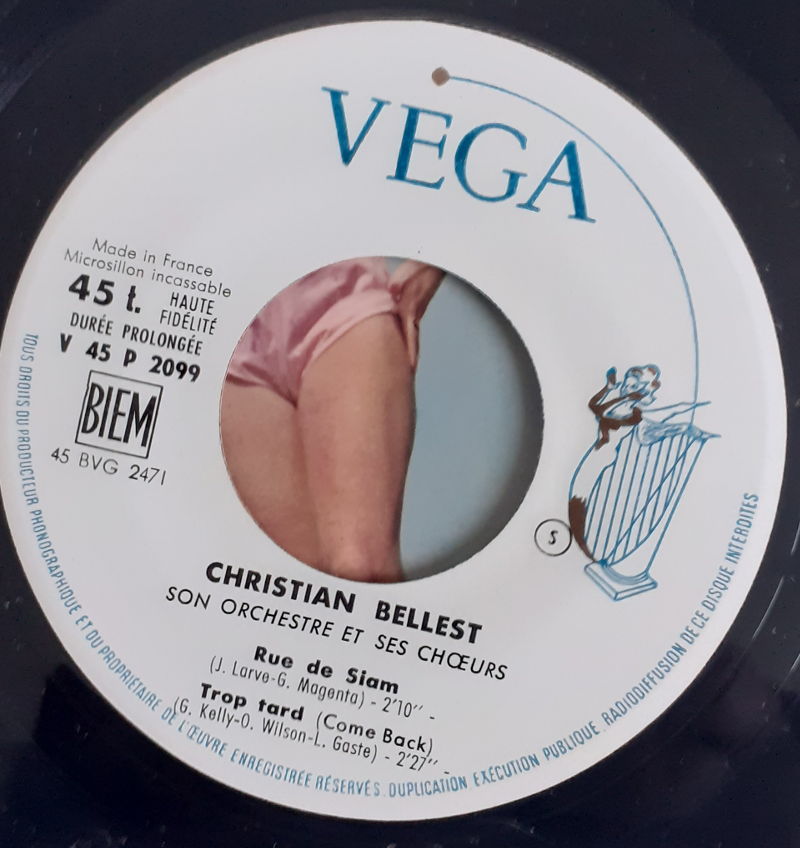 VEGA
Made in France
Microsillon incassable
45 t. HAUTE FIDÉLITÉ
DURÉE PROLONGÉE
V 45 P 2099
BIEM
45 BVG 2471
S
CHRISTIAN BELLEST
SON ORCHESTRE ET SES CHŒURS
Rue de Siam
(J. Larve-G. Magenta) - 2'10'' -
Trop tard (Come Back)
(G. Kelly-O. Wilson-L. Gaste) - 2'27'' -
TOUS DROITS DU PRODUCTEUR PHONOGRAPHIQUE ET DU PROPRIÉTAIRE DE L'ŒUVRE ENREGISTRÉE RÉSERVÉS. DUPLICATION EXÉCUTION PUBLIQUE RADIODIFFUSION DE CE DISQUE INTERDITES